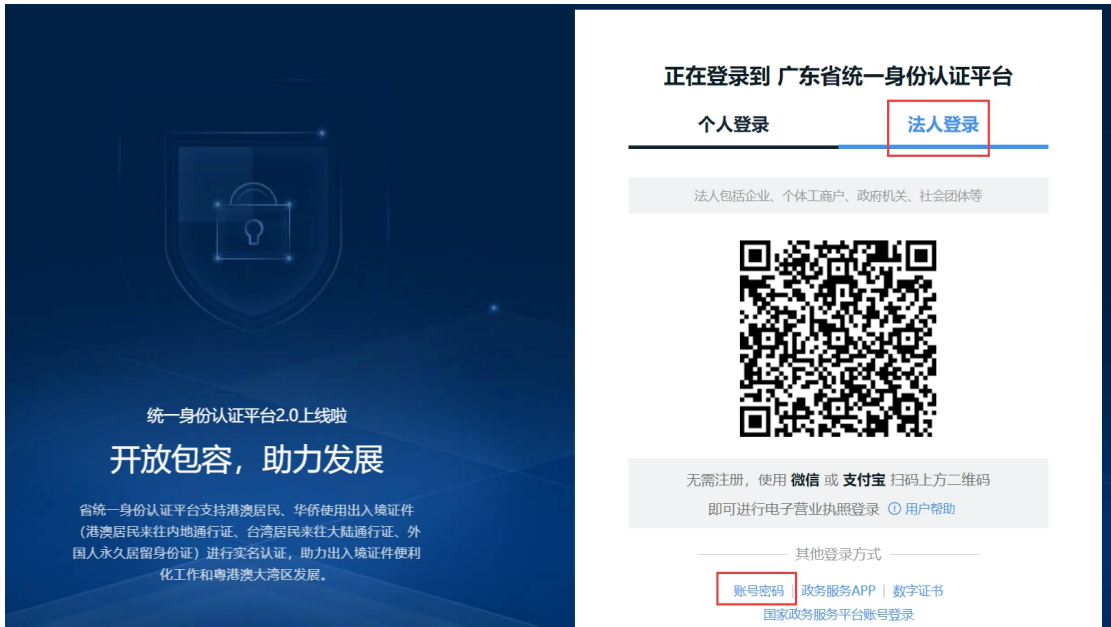 统一身份认证平台2.0上线啦
开放包容，助力发展
省统一身份认证平台支持港澳居民、华侨使用出入境证件
（港澳居民来往内地通行证、台湾居民来往大陆通行证、外
国人永久居留身份证）进行实名认证，助力出入境证件便利
化工作和粤港澳大湾区发展。
正在登录到 广东省统一身份认证平台
个人登录 法人登录
法人包括企业、个体工商户、政府机关、社会团体等
无需注册，使用 微信 或 支付宝 扫码上方二维码
即可进行电子营业执照登录 用户帮助
其他登录方式
账号密码 | 政务服务APP | 数字证书
国家政务服务平台账号登录